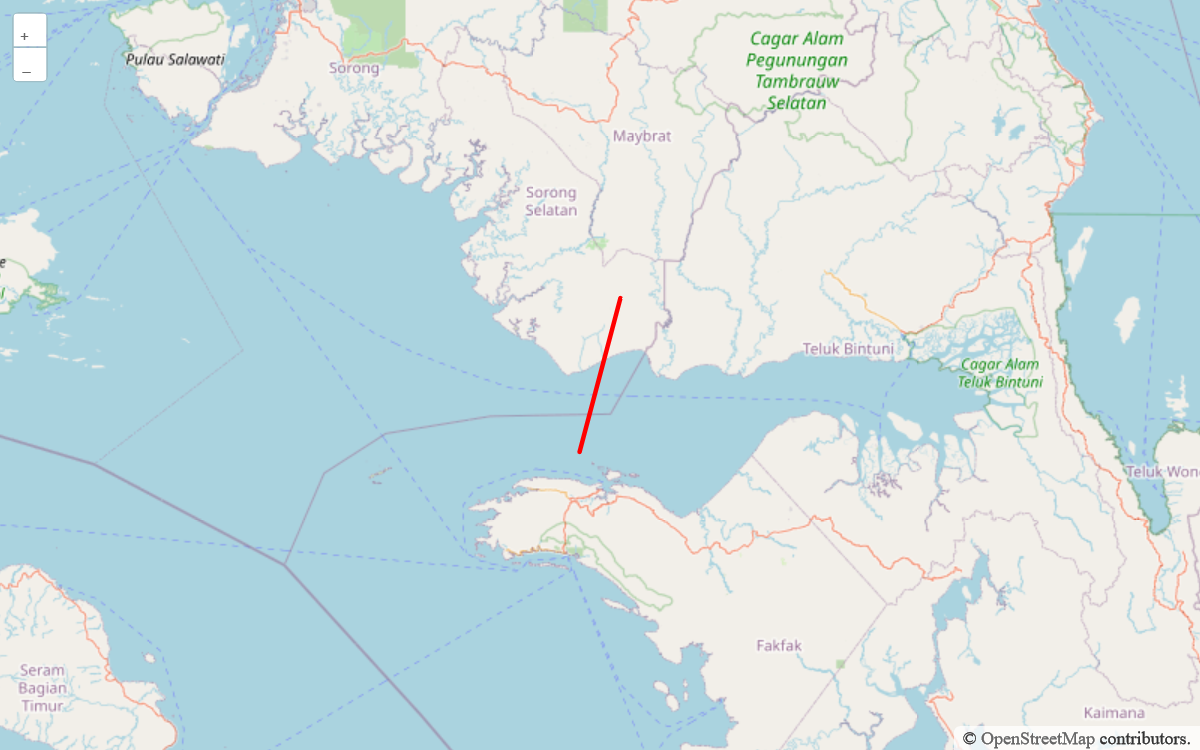 +
−
Pulau Salawati
Sorong
Cagar Alam
Pegunungan
Tambrauw
Selatan
Maybrat
Sorong
Selatan
e
l
Teluk Bintuni
Cagar Alam
Teluk Bintuni
Teluk Won
Fakfak
Seram
Bagian
Timur
Kaimana
© OpenStreetMap contributors.